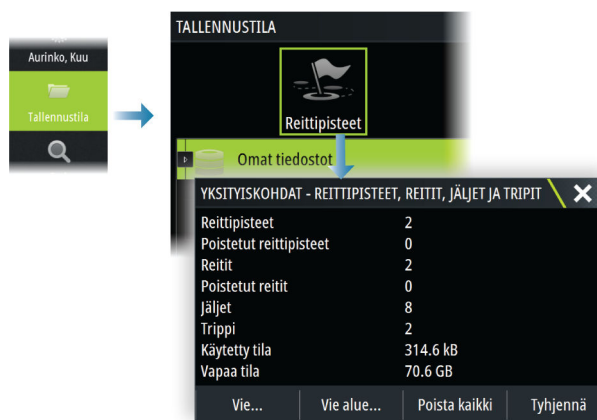 Aurinko, Kuu
Tallennustila
TALLENNUSTILA
Reittipisteet
Omat tiedostot
YKSITYISKOHDAT - REITTIPISTEET, REITIT, JÄLJET JA TRIPIT
Reittipisteet 2
Poistetut reittipisteet 0
Reitit 2
Poistetut reitit 0
Jäljet 8
Trippi 2
Käytetty tila 314.6 kB
Vapaa tila 70.6 GB
Vie... Vie alue... Poista kaikki Tyhjennä